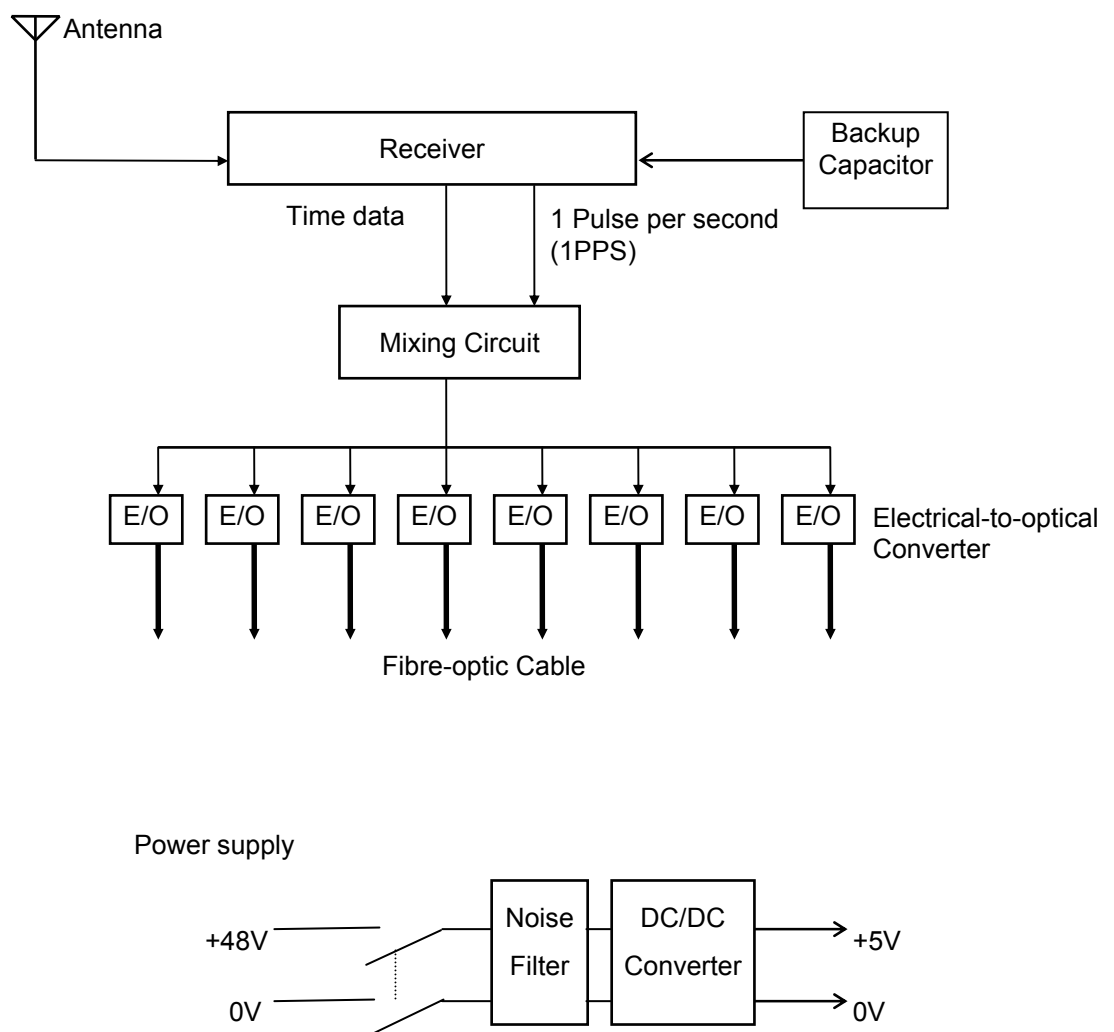 Antenna
Receiver
Backup
Capacitor
Time data
1 Pulse per second
(1PPS)
Mixing Circuit
E/O
E/O
E/O
E/O
E/O
E/O
E/O
E/O
Electrical-to-optical
Converter
Fibre-optic Cable
Power supply
+48V
Noise
Filter
DC/DC
Converter
+5V
0V
0V